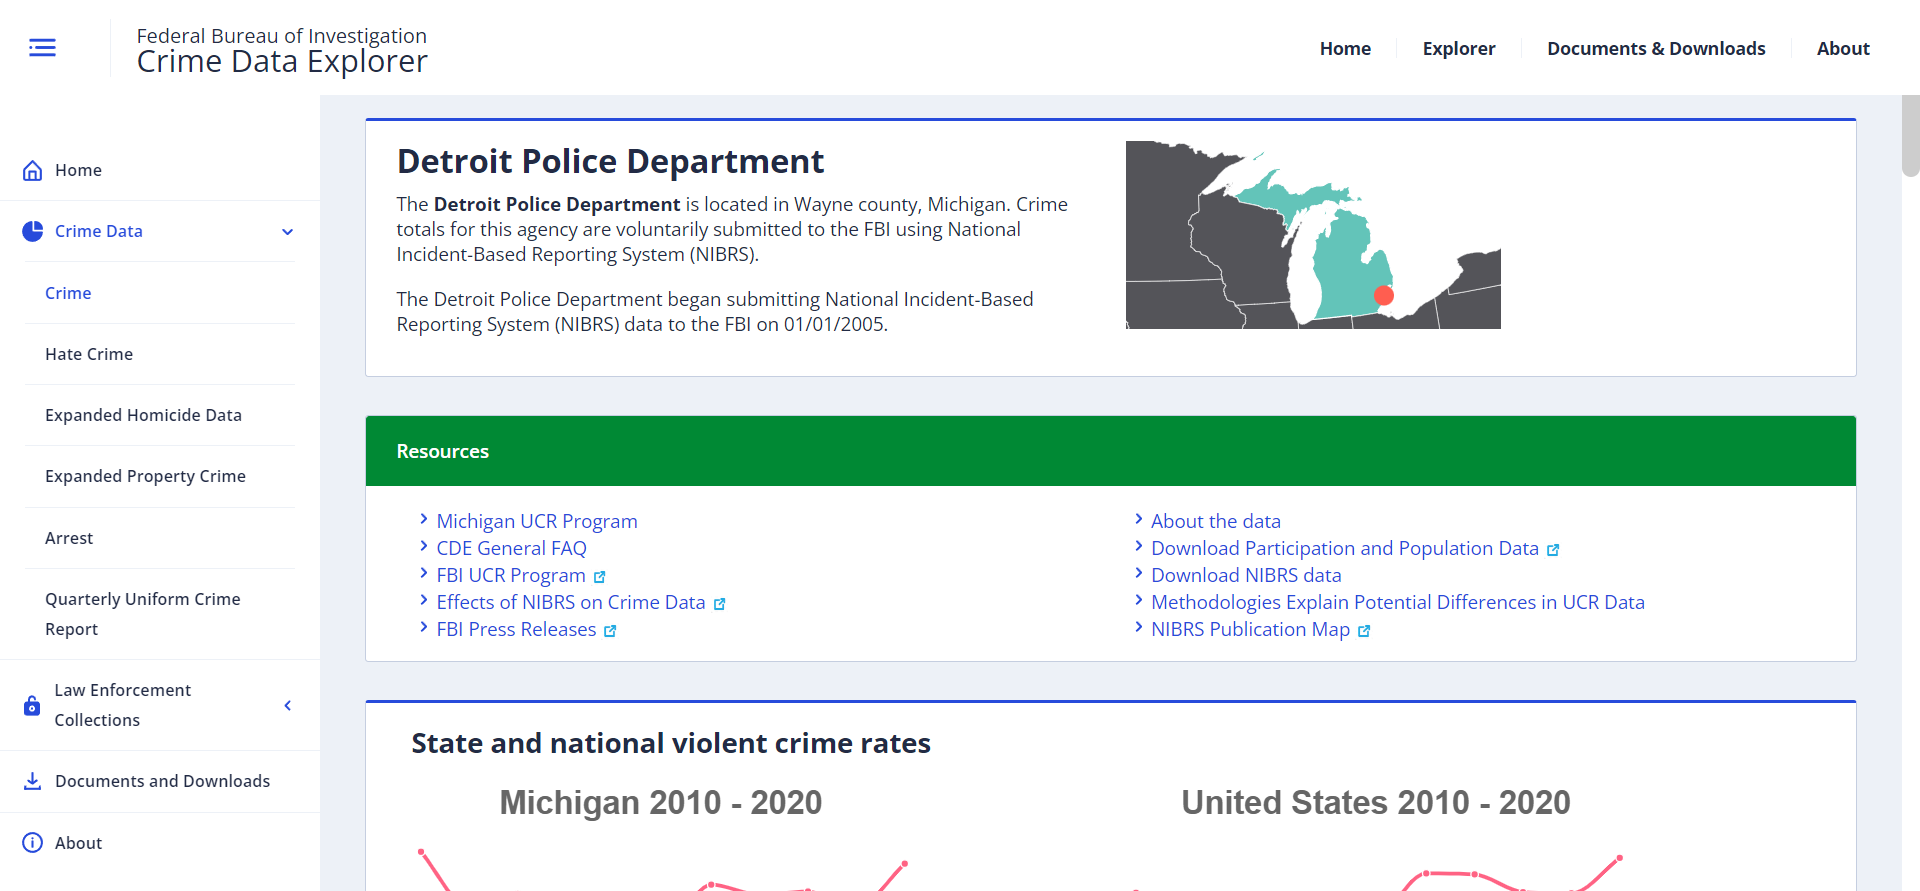 Federal Bureau of Investigation
Crime Data Explorer
Home
Explorer
Documents & Downloads
About
Home
Crime Data
Crime
Hate Crime
Expanded Homicide Data
Expanded Property Crime
Arrest
Quarterly Uniform Crime
Report
Law Enforcement
Collections
Documents and Downloads
About
Detroit Police Department
The Detroit Police Department is located in Wayne county, Michigan. Crime
totals for this agency are voluntarily submitted to the FBI using National
Incident-Based Reporting System (NIBRS).
The Detroit Police Department began submitting National Incident-Based
Reporting System (NIBRS) data to the FBI on 01/01/2005.
Resources
Michigan UCR Program
CDE General FAQ
FBI UCR Program
Effects of NIBRS on Crime Data
FBI Press Releases
About the data
Download Participation and Population Data
Download NIBRS data
Methodologies Explain Potential Differences in UCR Data
NIBRS Publication Map
State and national violent crime rates
Michigan 2010 - 2020
United States 2010 - 2020